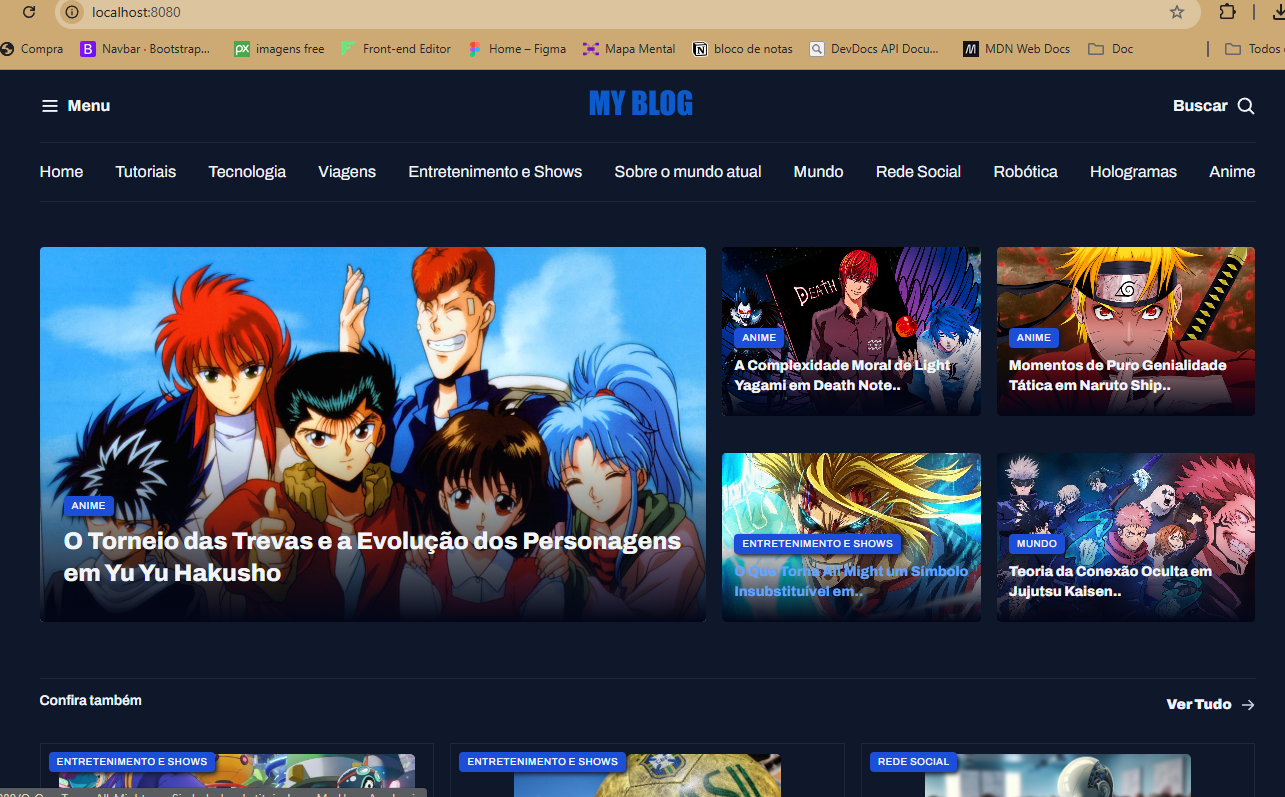 localhost:8080
Compra
B Navbar · Bootstrap...
px imagens free
Front-end Editor
Home – Figma
Mapa Mental
bloco de notas
DevDocs API Docu...
MDN Web Docs
Doc
Todos
Menu
MY BLOG
Buscar
Home
Tutoriais
Tecnologia
Viagens
Entretenimento e Shows
Sobre o mundo atual
Mundo
Rede Social
Robótica
Hologramas
Anime
ANIME
O Torneio das Trevas e a Evolução dos Personagens
em Yu Yu Hakusho
DEATH
ANIME
A Complexidade Moral de Light
Yagami em Death Note..
ANIME
Momentos de Puro Genialidade
Tática em Naruto Ship..
ENTRETENIMENTO E SHOWS
O Que Torna All Might um Símbolo
Insubstituível em..
MUNDO
Teoria da Conexão Oculta em
Jujutsu Kaisen..
Confira também
Ver Tudo
ENTRETENIMENTO E SHOWS
ENTRETENIMENTO E SHOWS
REDE SOCIAL